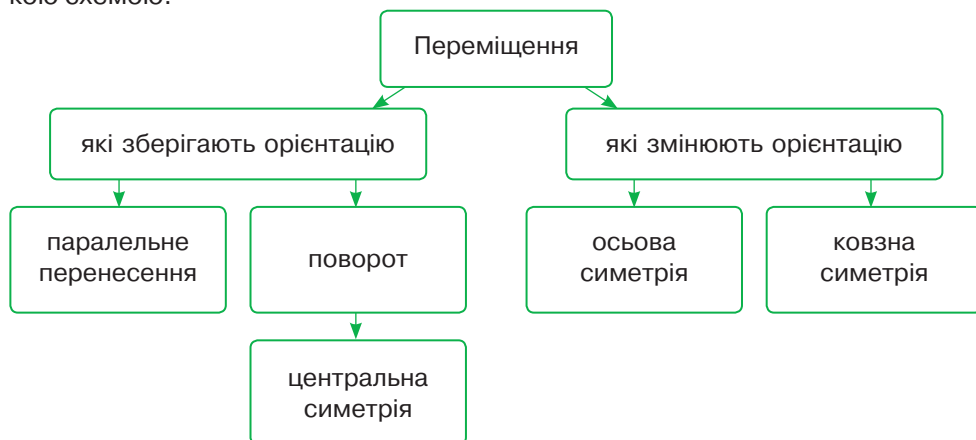 кою схемою:
Переміщення
які зберігають орієнтацію
які змінюють орієнтацію
паралельне
перенесення
поворот
осьова
симетрія
ковзна
симетрія
центральна
симетрія